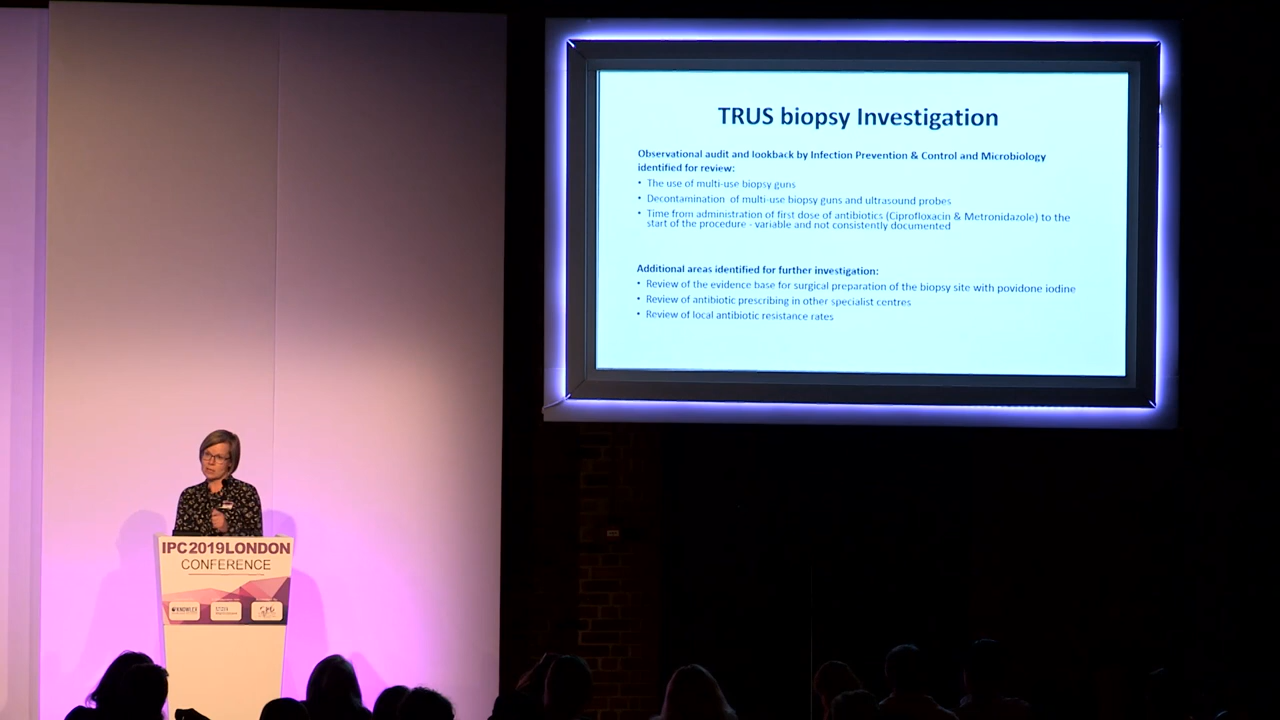 TRUS biopsy Investigation
Observational audit and lookback by Infection Prevention & Control and Microbiology
identified for review:
• The use of multi-use biopsy guns
• Decontamination of multi-use biopsy guns and ultrasound probes
• Time from administration of first dose of antibiotics (Ciprofloxacin & Metronidazole) to the
start of the procedure - variable and not consistently documented
Additional areas identified for further investigation:
• Review of the evidence base for surgical preparation of the biopsy site with povidone iodine
• Review of antibiotic prescribing in other specialist centres
• Review of local antibiotic resistance rates
IPC2019LONDON
CONFERENCE
KNOWLEX